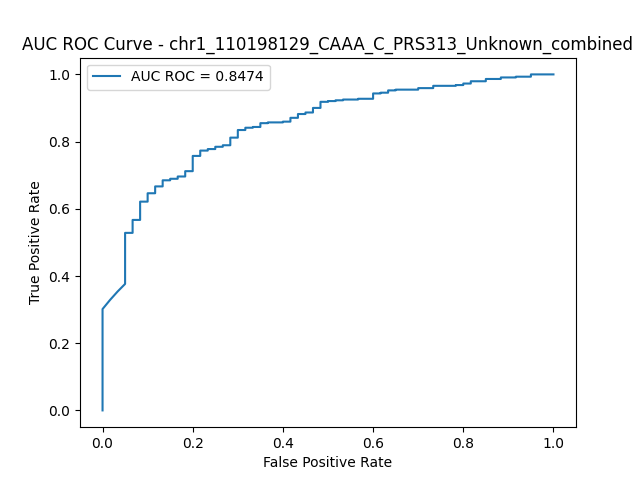 AUC ROC Curve - chr1_110198129_CAAA_C_PRS313_Unknown_combined
AUC ROC = 0.8474
1.0
0.8
0.6
0.4
0.2
0.0
True Positive Rate
0.0 0.2 0.4 0.6 0.8 1.0
False Positive Rate